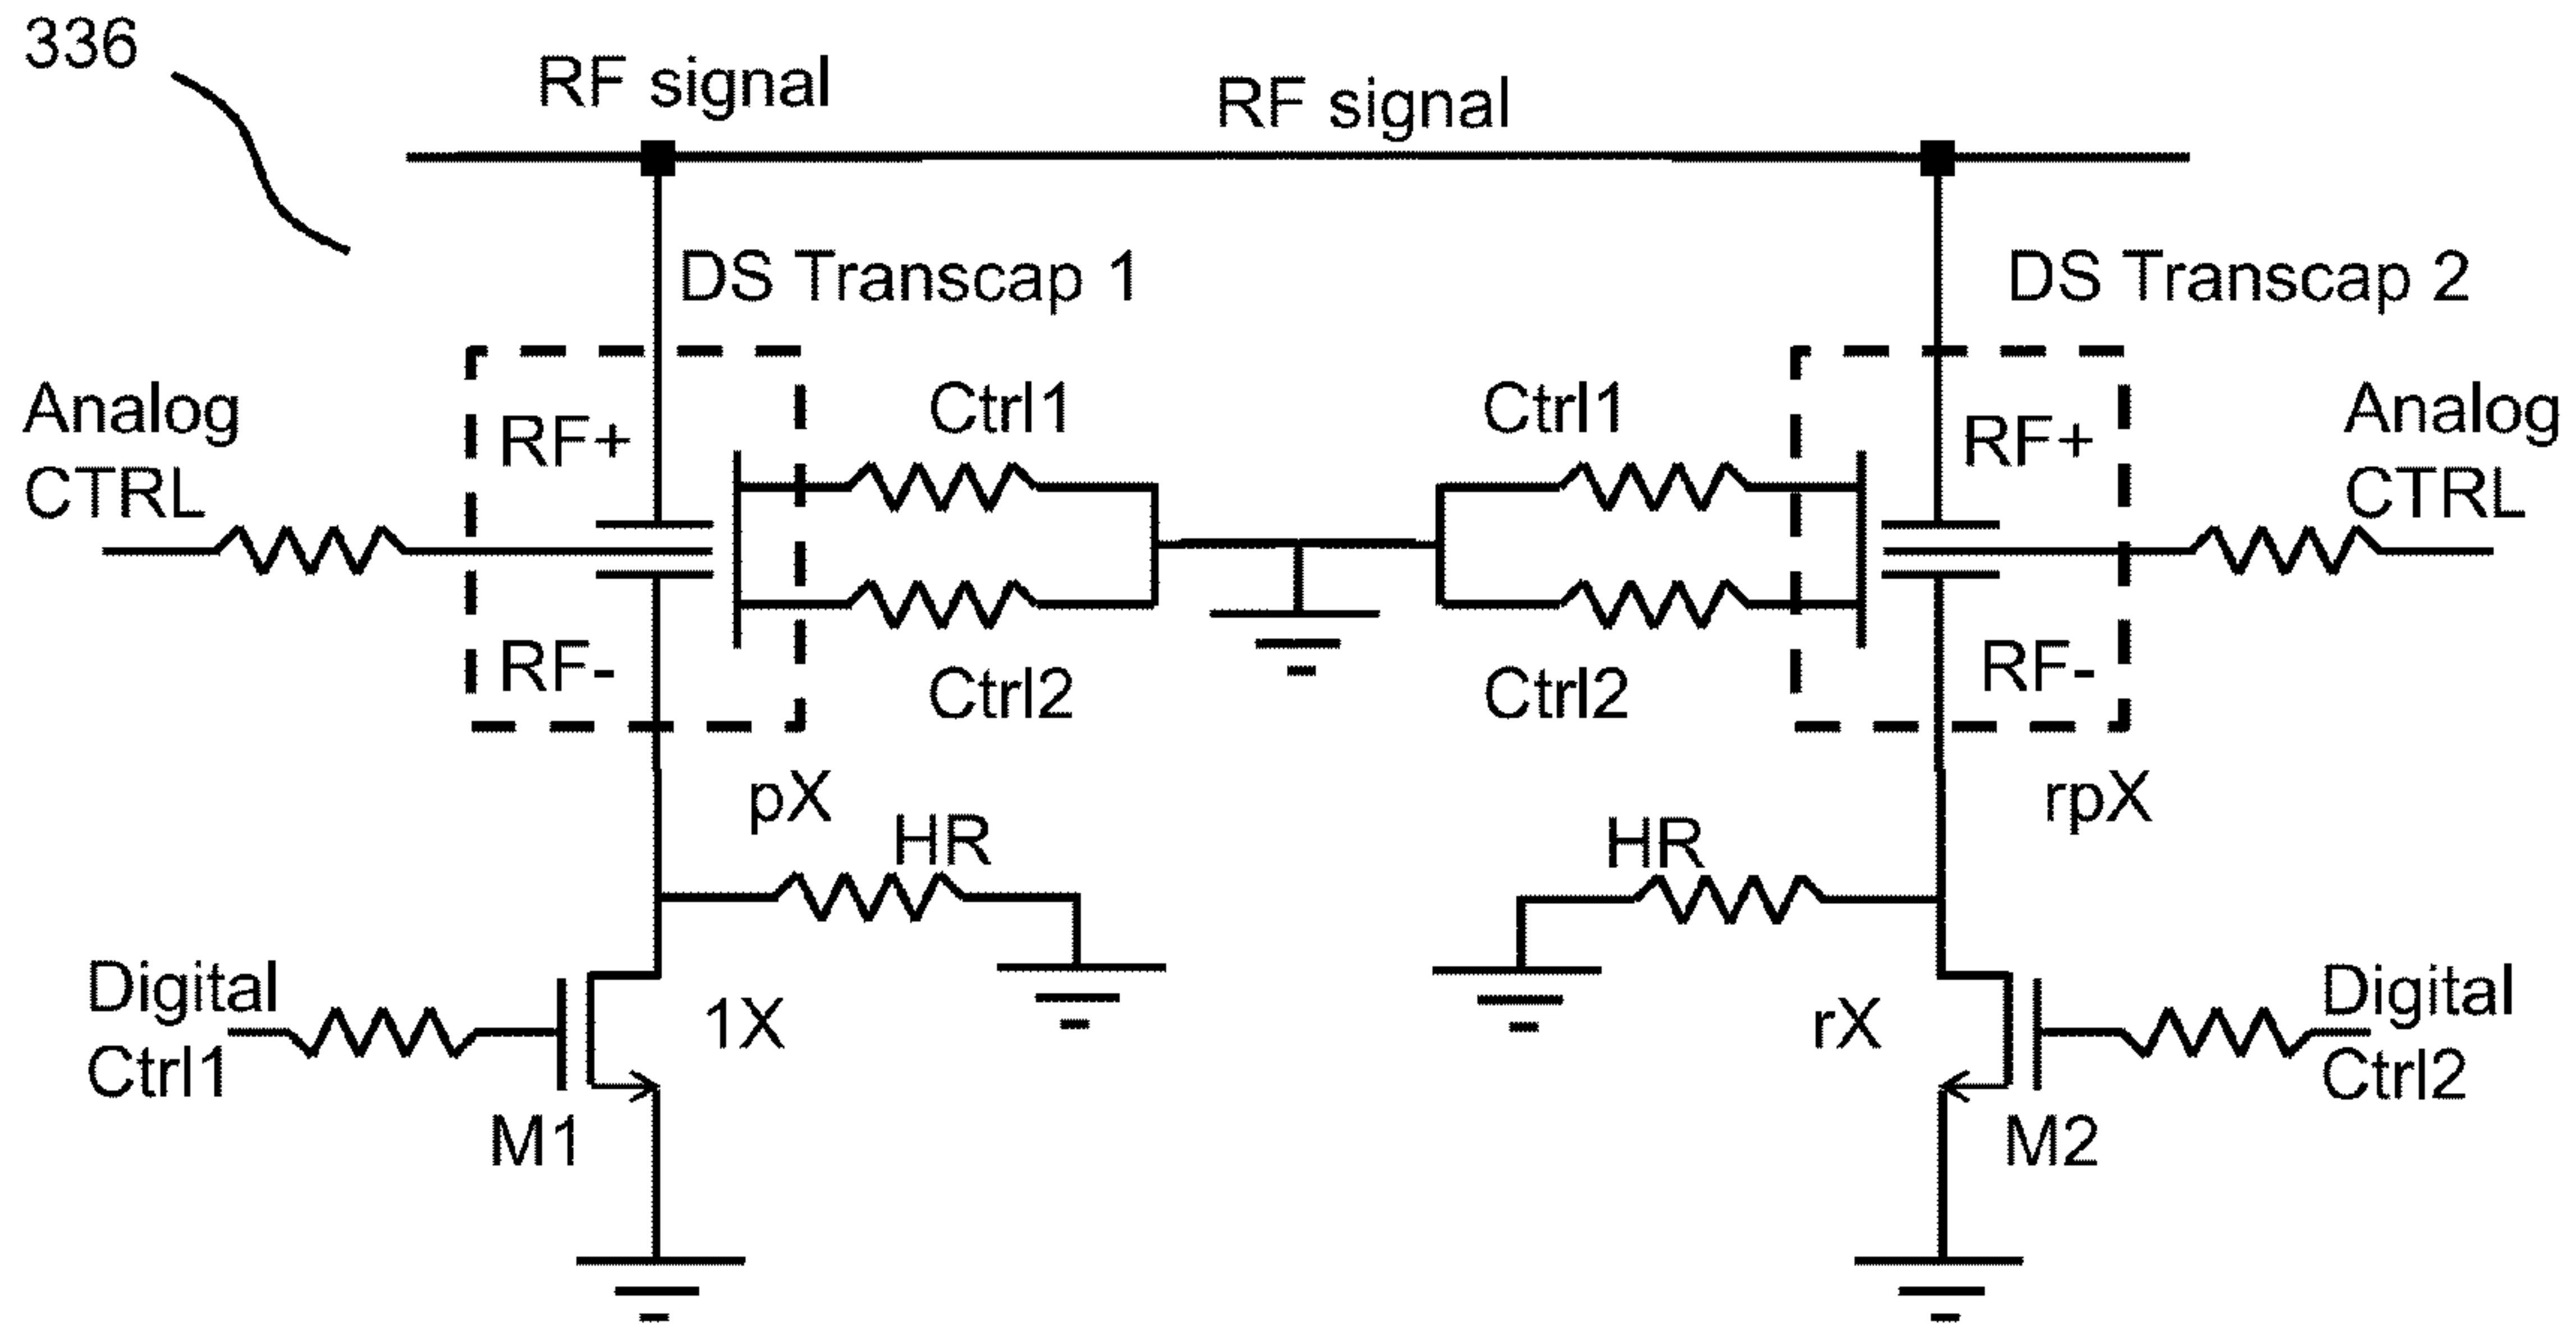 336
RF signal
RF signal
DS Transcap 1
DS Transcap 2
Analog
CTRL
RF+
Ctrl1
Ctrl1
RF+
Analog
CTRL
RF-
Ctrl2
Ctrl2
RF-
pX
HR
HR
rpX
Digital
Ctrl1
1X
rX
Digital
Ctrl2
M1
M2